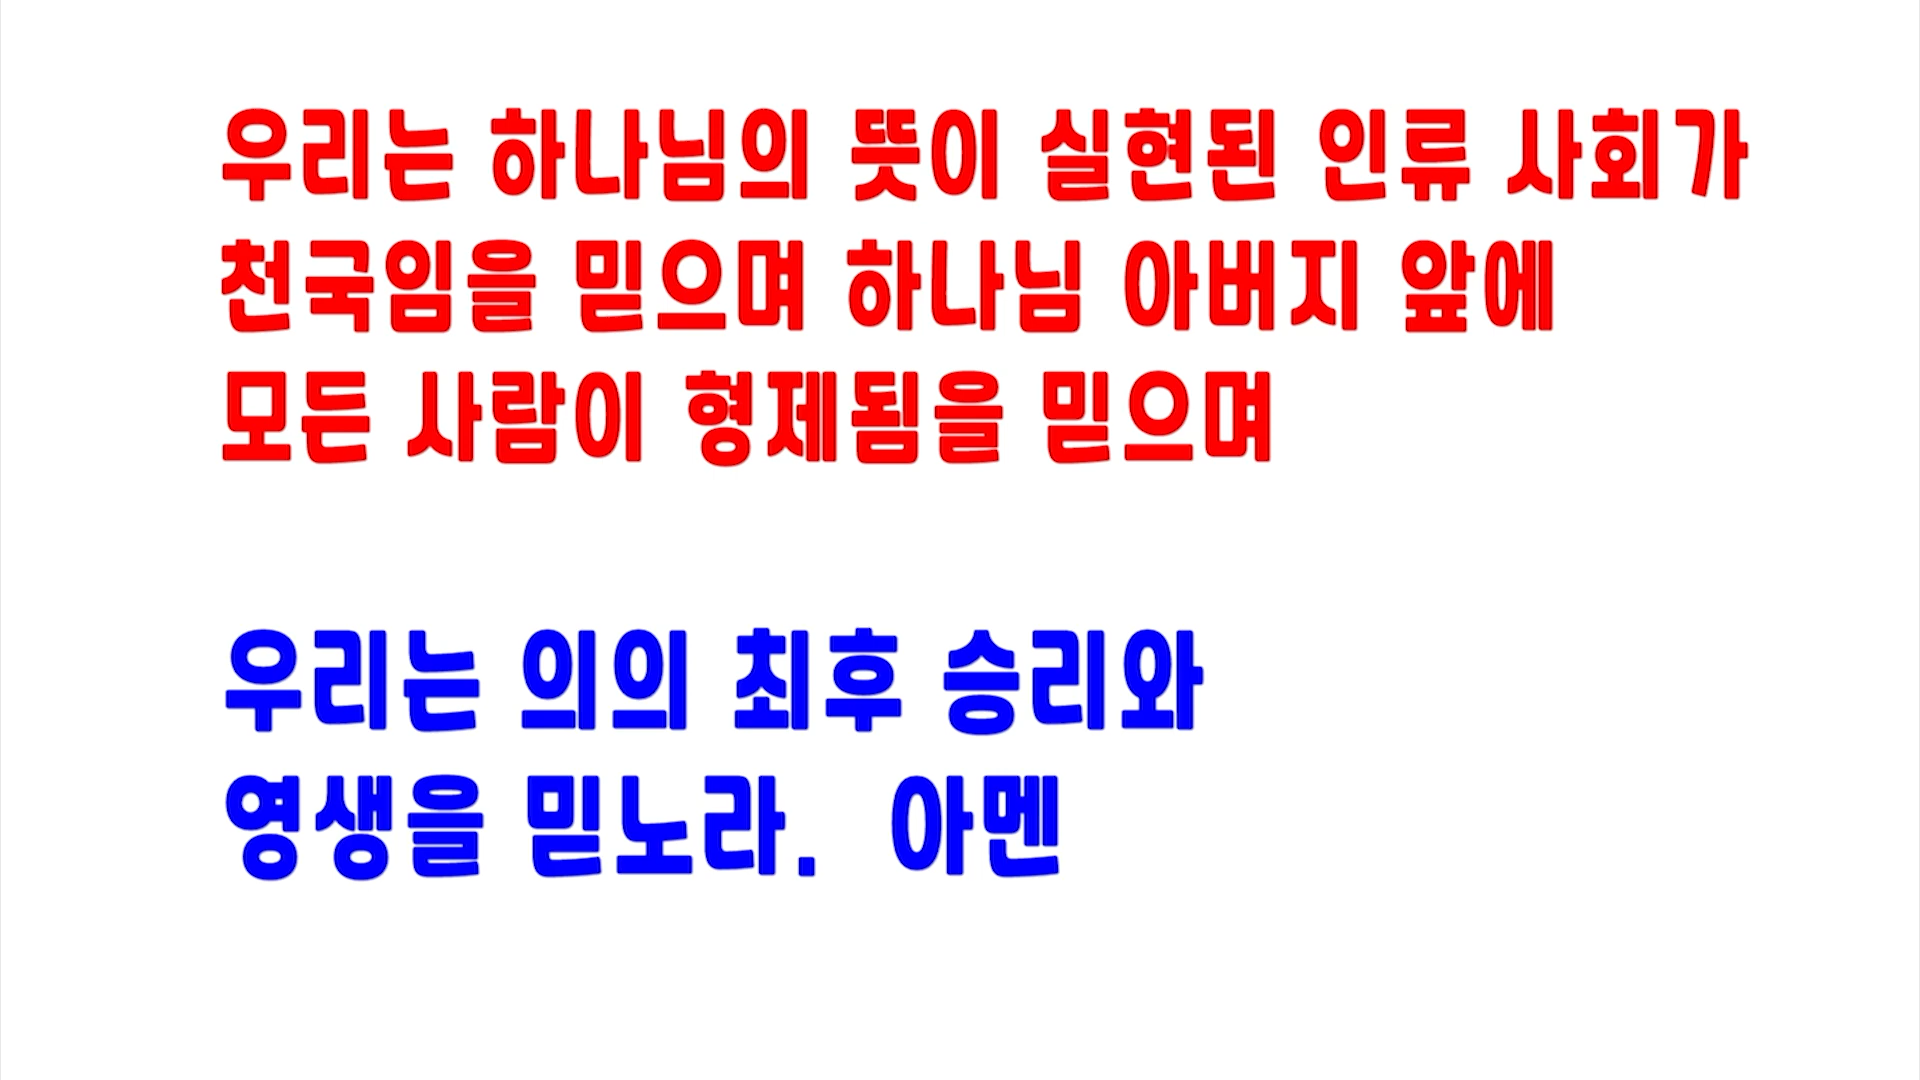 우리는 하나님의 뜻이 실현된 인류 사회가
천국임을 믿으며 하나님 아버지 앞에
모든 사람이 형제됨을 믿으며
우리는 의의 최후 승리와
영생을 믿노라. 아멘